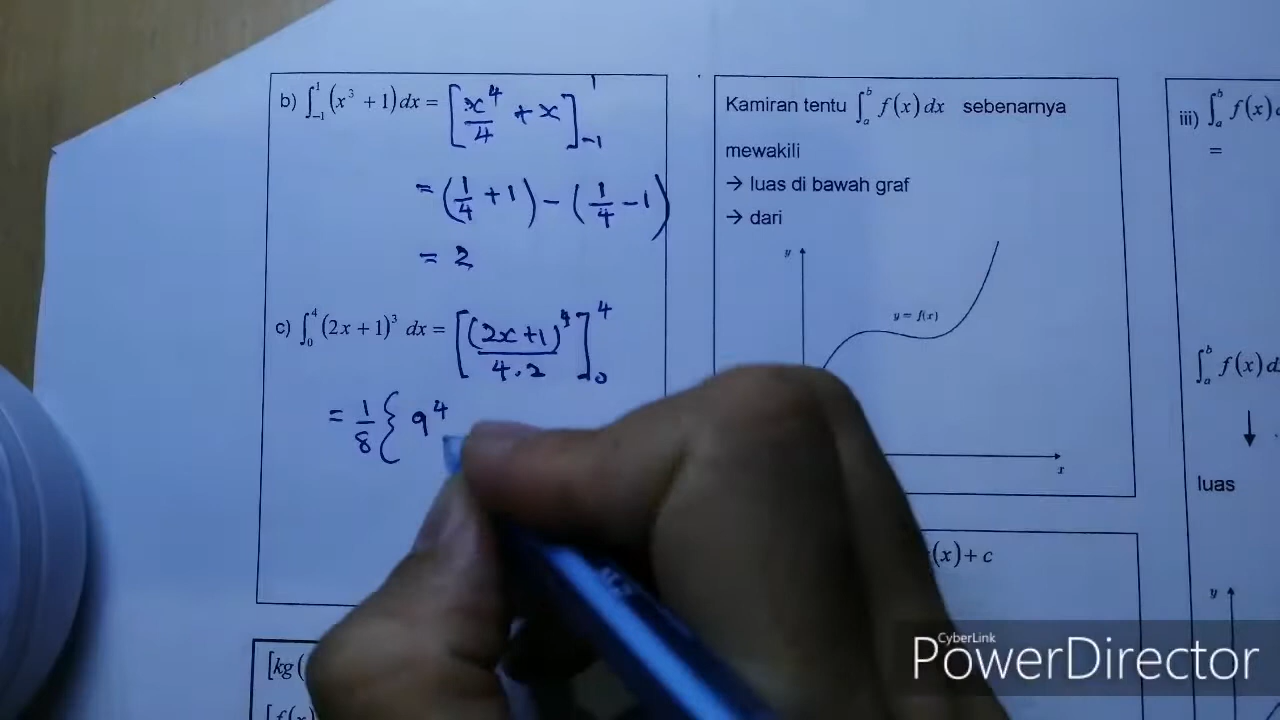 b) ∫₋₁¹ (x³ + 1) dx = [x⁴/4 + x]₋₁¹
= (1/4 + 1) − (1/4 − 1)
= 2
c) ∫₀⁴ (2x + 1)³ dx = [(2x + 1)⁴ / 4.2]₀⁴
= 1/8 { 9⁴
[kg(
[f(x)
Kamiran tentu ∫ₐᵇ f(x) dx sebenarnya
mewakili
→ luas di bawah graf
→ dari
y
y = f(x)
x
(x) + c
iii) ∫ₐᵇ f(x)
=
∫ₐᵇ f(x) d
↓
luas
y
CyberLink
PowerDirector